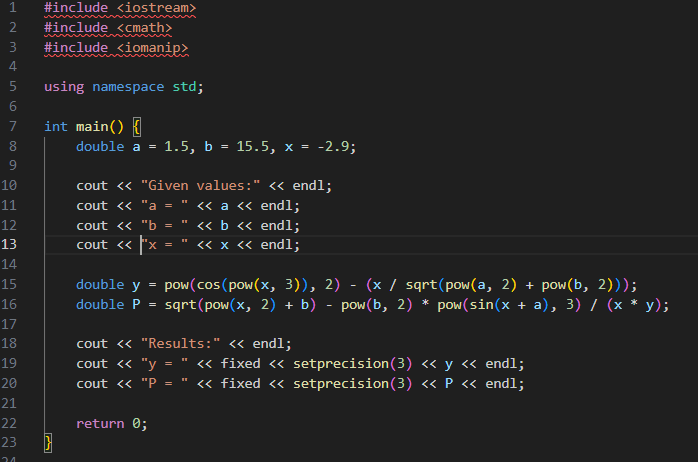 1 #include <iostream>
2 #include <cmath>
3 #include <iomanip>
4
5 using namespace std;
6
7 int main() {
8     double a = 1.5, b = 15.5, x = -2.9;
9
10     cout << "Given values:" << endl;
11     cout << "a = " << a << endl;
12     cout << "b = " << b << endl;
13     cout << "x = " << x << endl;
14
15     double y = pow(cos(pow(x, 3)), 2) - (x / sqrt(pow(a, 2) + pow(b, 2)));
16     double P = sqrt(pow(x, 2) + b) - pow(b, 2) * pow(sin(x + a), 3) / (x * y);
17
18     cout << "Results:" << endl;
19     cout << "y = " << fixed << setprecision(3) << y << endl;
20     cout << "P = " << fixed << setprecision(3) << P << endl;
21
22     return 0;
23 }
24